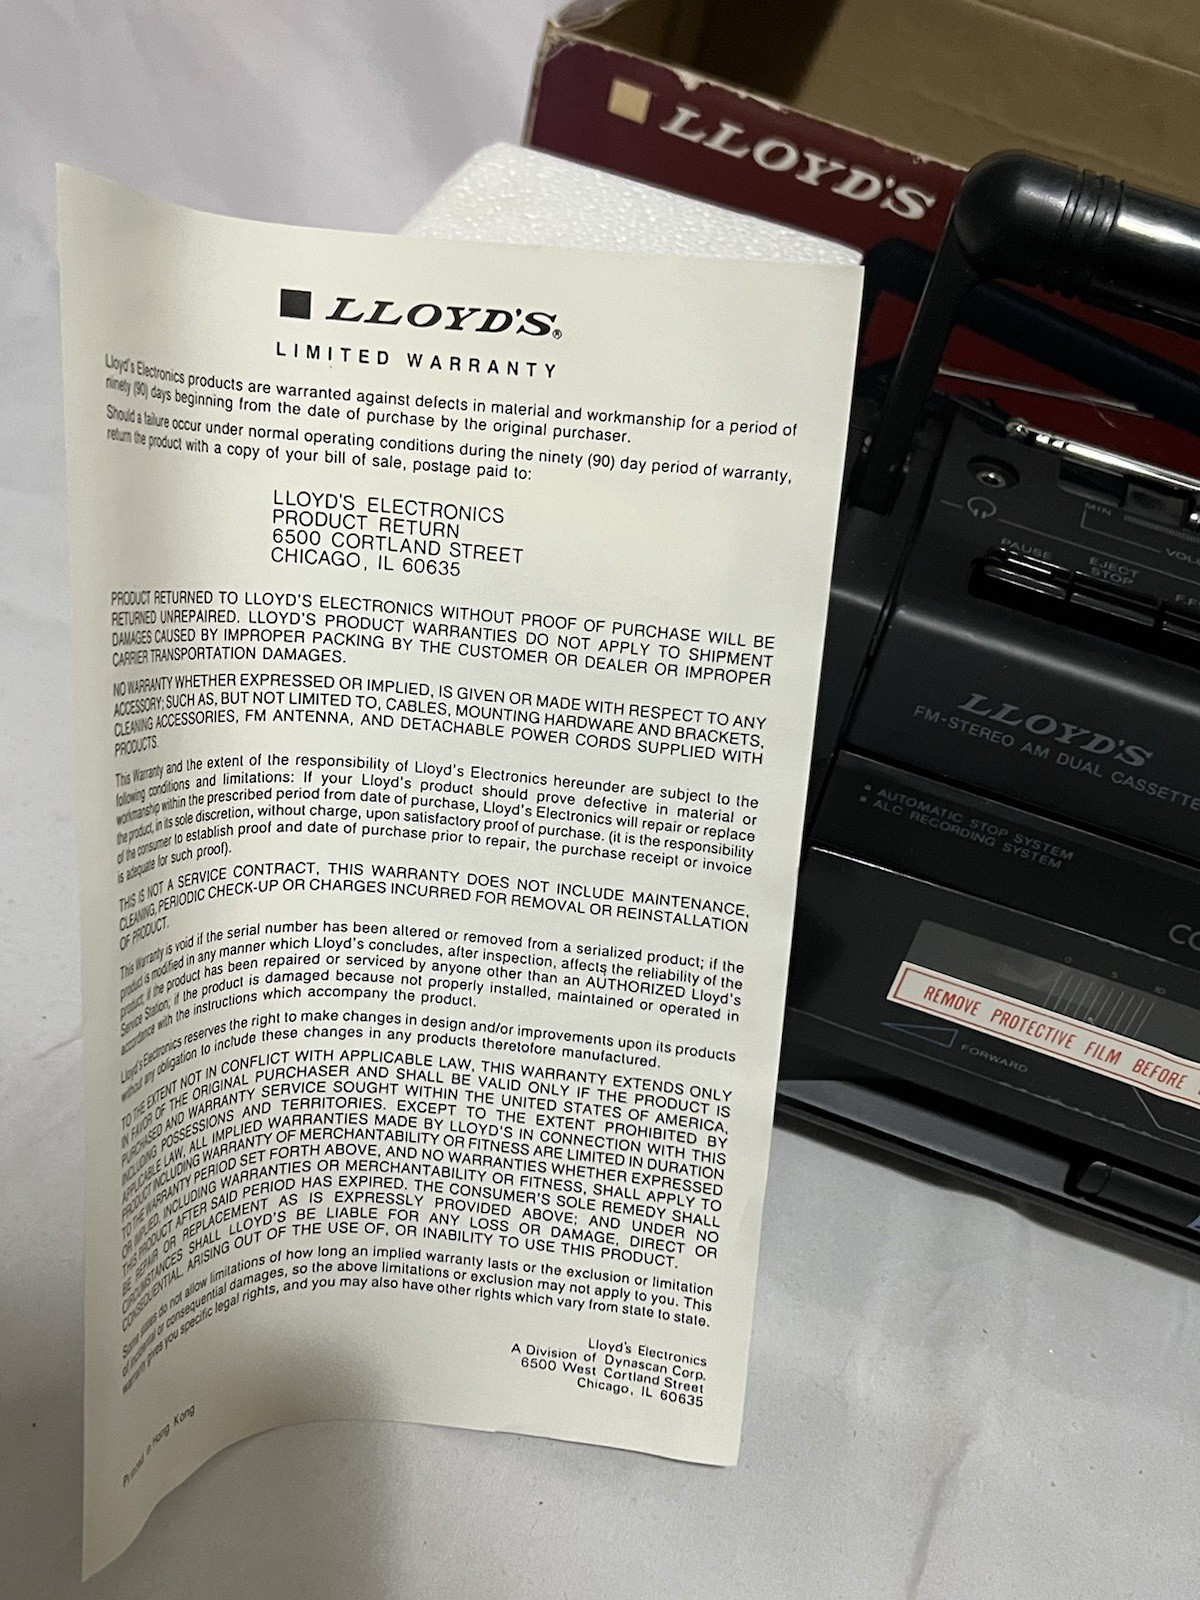 LLOYD'S
LLOYD'S®
LIMITED WARRANTY
Lloyd's Electronics products are warranted against defects in material and workmanship for a period of
ninety (90) days beginning from the date of purchase by the original purchaser.
Should a failure occur under normal operating conditions during the ninety (90) day period of warranty,
return the product with a copy of your bill of sale, postage paid to:
LLOYD'S ELECTRONICS
PRODUCT RETURN
6500 CORTLAND STREET
CHICAGO, IL 60635
PRODUCT RETURNED TO LLOYD'S ELECTRONICS WITHOUT PROOF OF PURCHASE WILL BE
RETURNED UNREPAIRED. LLOYD'S PRODUCT WARRANTIES DO NOT APPLY TO SHIPMENT
DAMAGES CAUSED BY IMPROPER PACKING BY THE CUSTOMER OR DEALER OR IMPROPER
CARRIER TRANSPORTATION DAMAGES.
NO WARRANTY WHETHER EXPRESSED OR IMPLIED, IS GIVEN OR MADE WITH RESPECT TO ANY
ACCESSORY; SUCH AS, BUT NOT LIMITED TO, CABLES, MOUNTING HARDWARE AND BRACKETS,
CLEANING ACCESSORIES, FM ANTENNA, AND DETACHABLE POWER CORDS SUPPLIED WITH
PRODUCTS.
This Warranty and the extent of the responsibility of Lloyd's Electronics hereunder are subject to the
following conditions and limitations: If your Lloyd's product should prove defective in material or
workmanship within the prescribed period from date of purchase, Lloyd's Electronics will repair or replace
the product, in its sole discretion, without charge, upon satisfactory proof of purchase. (it is the responsibility
of the consumer to establish proof and date of purchase prior to repair, the purchase receipt or invoice
is adequate for such proof).
THIS IS NOT A SERVICE CONTRACT, THIS WARRANTY DOES NOT INCLUDE MAINTENANCE,
CLEANING, PERIODIC CHECK-UP OR CHARGES INCURRED FOR REMOVAL OR REINSTALLATION
OF PRODUCT.
This Warranty is void if the serial number has been altered or removed from a serialized product; if the
product is modified in any manner which Lloyd's concludes, after inspection, affects the reliability of the
product; if the product has been repaired or serviced by anyone other than an AUTHORIZED Lloyd's
Service Station; if the product is damaged because not properly installed, maintained or operated in
accordance with the instructions which accompany the product.
Lloyd's Electronics reserves the right to make changes in design and/or improvements upon its products
without any obligation to include these changes in any products theretofore manufactured.
TO THE EXTENT NOT IN CONFLICT WITH APPLICABLE LAW, THIS WARRANTY EXTENDS ONLY
IN FAVOR OF THE ORIGINAL PURCHASER AND SHALL BE VALID ONLY IF THE PRODUCT IS
PURCHASED AND WARRANTY SERVICE SOUGHT WITHIN THE UNITED STATES OF AMERICA,
INCLUDING POSSESSIONS AND TERRITORIES. EXCEPT TO THE EXTENT PROHIBITED BY
APPLICABLE LAW, ALL IMPLIED WARRANTIES MADE BY LLOYD'S IN CONNECTION WITH THIS
PRODUCT INCLUDING WARRANTY OF MERCHANTABILITY OR FITNESS ARE LIMITED IN DURATION
TO THE WARRANTY PERIOD SET FORTH ABOVE, AND NO WARRANTIES WHETHER EXPRESSED
OR IMPLIED, INCLUDING WARRANTIES OR MERCHANTABILITY OR FITNESS, SHALL APPLY TO
THIS PRODUCT AFTER SAID PERIOD HAS EXPIRED. THE CONSUMER'S SOLE REMEDY SHALL
BE REPAIR OR REPLACEMENT AS IS EXPRESSLY PROVIDED ABOVE; AND UNDER NO
CIRCUMSTANCES SHALL LLOYD'S BE LIABLE FOR ANY LOSS OR DAMAGE, DIRECT OR
CONSEQUENTIAL, ARISING OUT OF THE USE OF, OR INABILITY TO USE THIS PRODUCT.
Some states do not allow limitations of how long an implied warranty lasts or the exclusion or limitation
of incidental or consequential damages, so the above limitations or exclusion may not apply to you. This
warranty gives you specific legal rights, and you may also have other rights which vary from state to state.
Lloyd's Electronics
A Division of Dynascan Corp.
6500 West Cortland Street
Chicago, IL 60635
Printed in Hong Kong
MIN
PAUSE
EJECT
STOP
LLOYD'S
FM-STEREO AM DUAL CASSETTE
AUTOMATIC STOP SYSTEM
ALC RECORDING SYSTEM
0 5 10
REMOVE PROTECTIVE FILM BEFORE
FORWARD